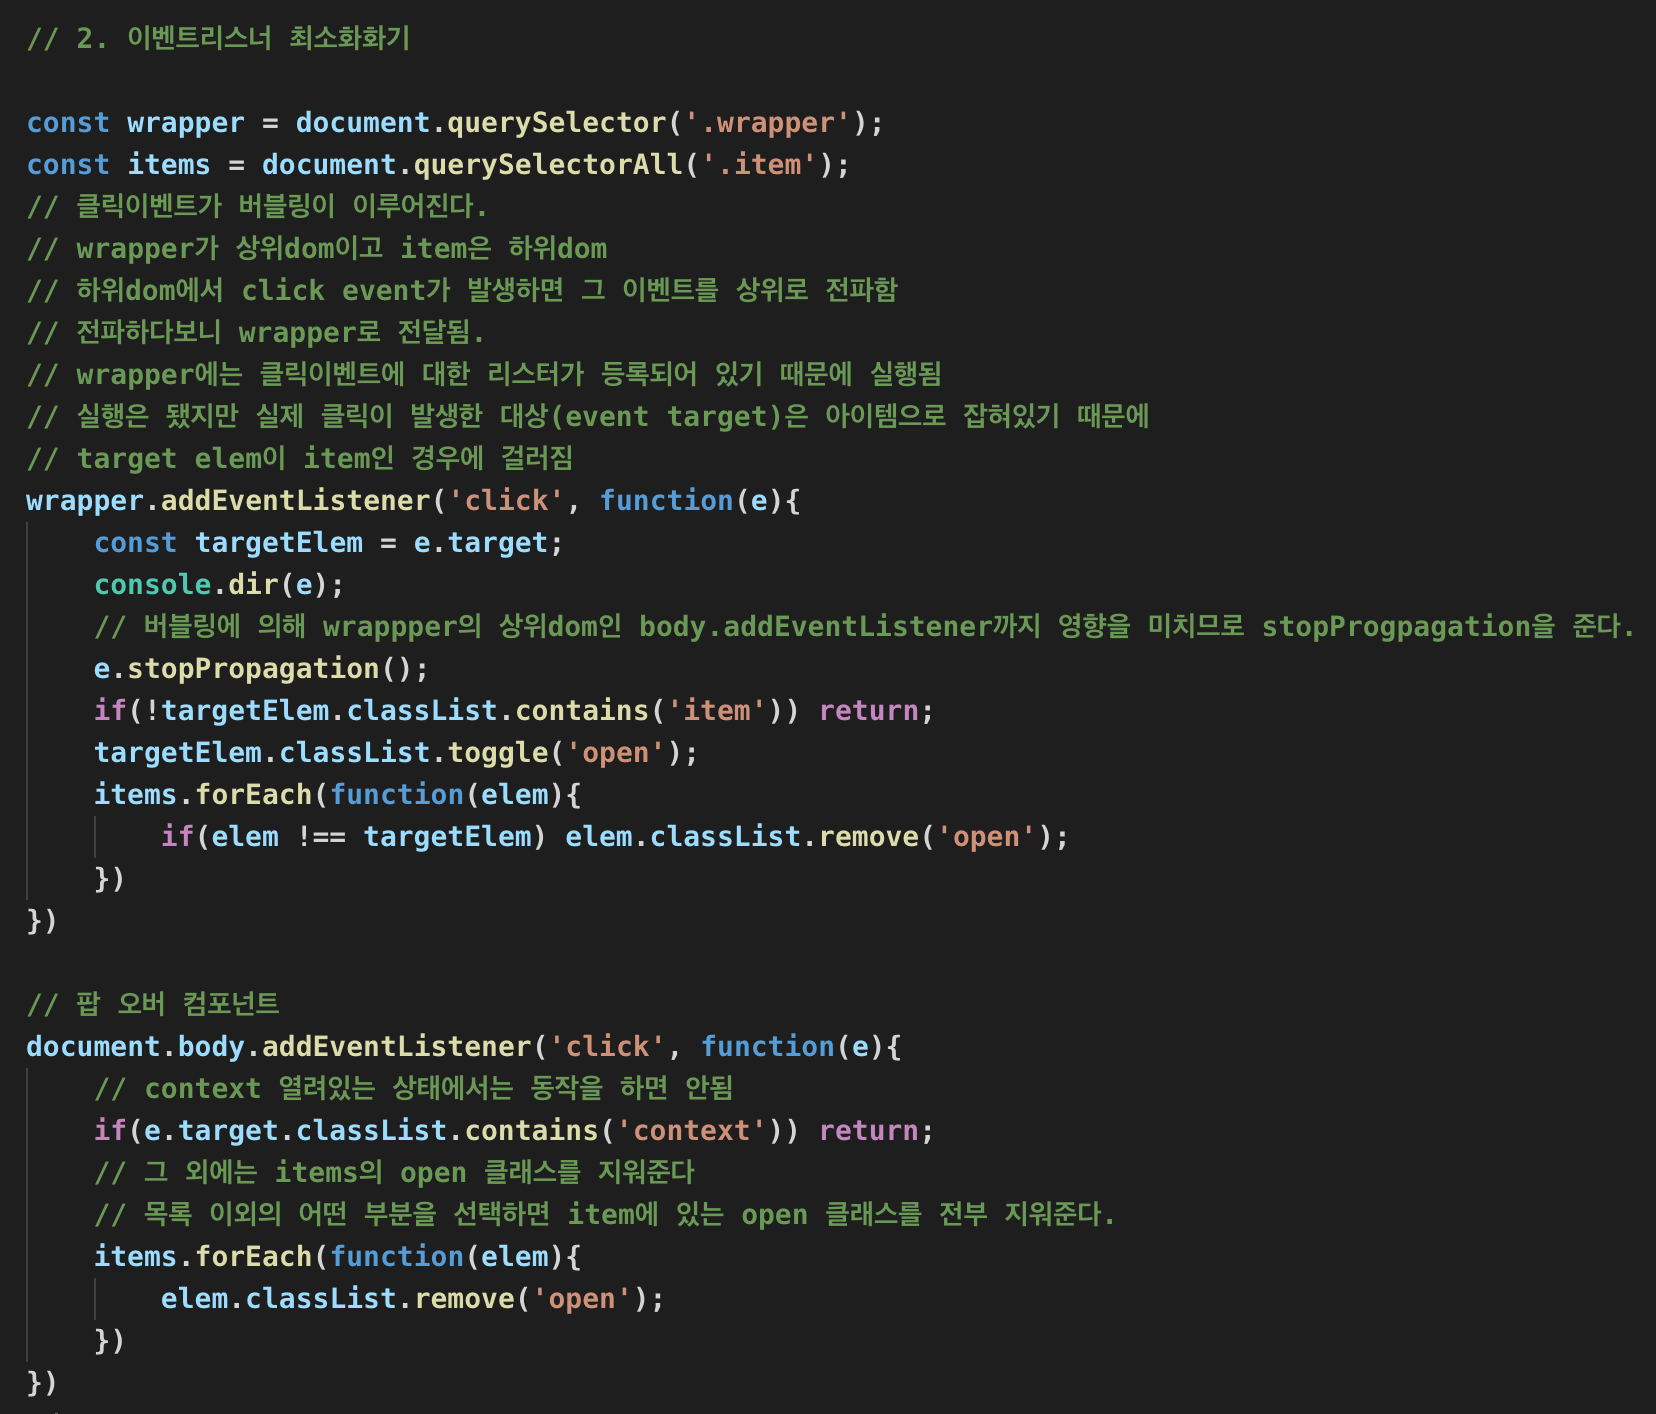 // 2. 이벤트리스너 최소화화기
const wrapper = document.querySelector('.wrapper');
const items = document.querySelectorAll('.item');
// 클릭이벤트가 버블링이 이루어진다.
// wrapper가 상위dom이고 item은 하위dom
// 하위dom에서 click event가 발생하면 그 이벤트를 상위로 전파함
// 전파하다보니 wrapper로 전달됨.
// wrapper에는 클릭이벤트에 대한 리스터가 등록되어 있기 때문에 실행됨
// 실행은 됐지만 실제 클릭이 발생한 대상(event target)은 아이템으로 잡혀있기 때문에
// target elem이 item인 경우에 걸러짐
wrapper.addEventListener('click', function(e){
    const targetElem = e.target;
    console.dir(e);
    // 버블링에 의해 wrappper의 상위dom인 body.addEventListener까지 영향을 미치므로 stopProgpagation을 준다.
    e.stopPropagation();
    if(!targetElem.classList.contains('item')) return;
    targetElem.classList.toggle('open');
    items.forEach(function(elem){
        if(elem !== targetElem) elem.classList.remove('open');
    })
})
// 팝 오버 컴포넌트
document.body.addEventListener('click', function(e){
    // context 열려있는 상태에서는 동작을 하면 안됨
    if(e.target.classList.contains('context')) return;
    // 그 외에는 items의 open 클래스를 지워준다
    // 목록 이외의 어떤 부분을 선택하면 item에 있는 open 클래스를 전부 지워준다.
    items.forEach(function(elem){
        elem.classList.remove('open');
    })
})